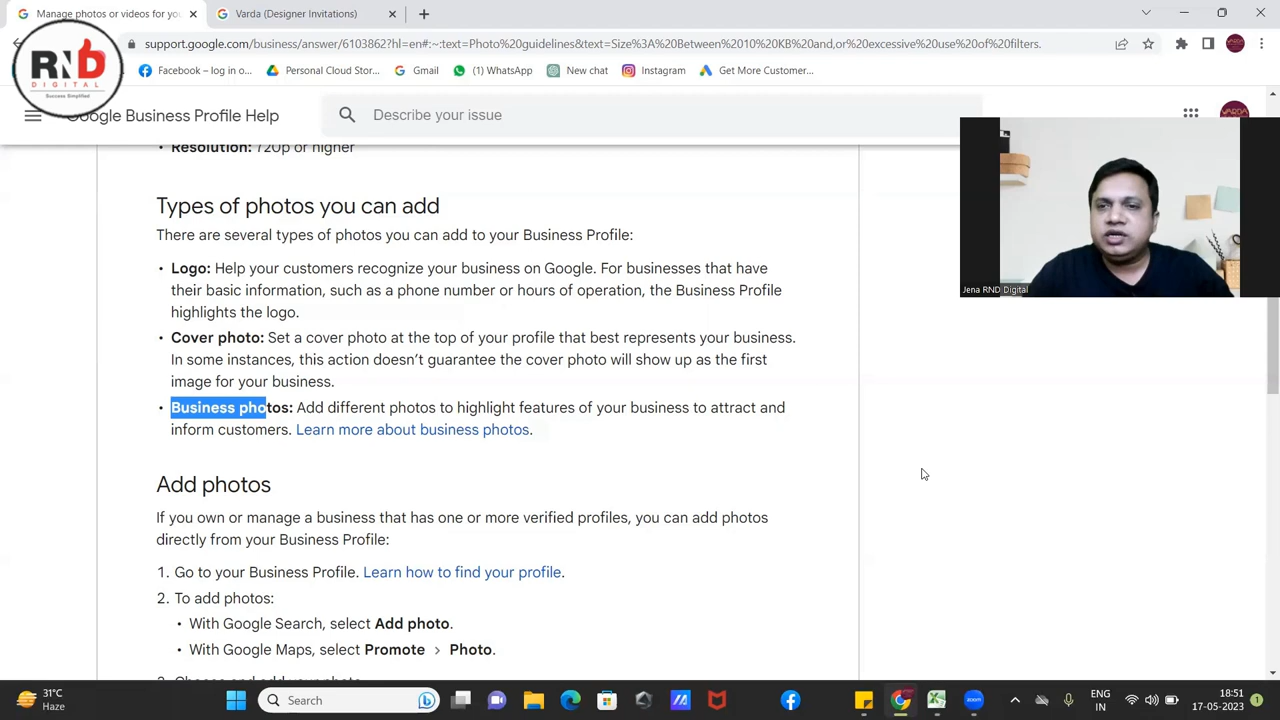 Manage photos or videos for you
Varda (Designer Invitations)
support.google.com/business/answer/6103862?hl=en#:~:text=Photo%20guidelines&text=Size%3A%20Between%2010%20KB%20and,or%20excessive%20use%20of%20filters.
Facebook – log in o...
Personal Cloud Stor...
Gmail
(1) WhatsApp
New chat
Instagram
RND
DIGITAL
Success Simplified
Google Business Profile Help
Describe your issue
VARDA
Resolution: 720p or higher
Types of photos you can add
There are several types of photos you can add to your Business Profile:
• Logo: Help your customers recognize your business on Google. For businesses that have
their basic information, such as a phone number or hours of operation, the Business Profile
highlights the logo.
• Cover photo: Set a cover photo at the top of your profile that best represents your business.
In some instances, this action doesn’t guarantee the cover photo will show up as the first
image for your business.
• Business photos: Add different photos to highlight features of your business to attract and
inform customers. Learn more about business photos.
Jena RND Digital
Add photos
If you own or manage a business that has one or more verified profiles, you can add photos
directly from your Business Profile:
1. Go to your Business Profile. Learn how to find your profile.
2. To add photos:
• With Google Search, select Add photo.
• With Google Maps, select Promote > Photo.
3. Choose and add your photo.
31°C
Haze
Search
ENG
IN
18:51
17-05-2023